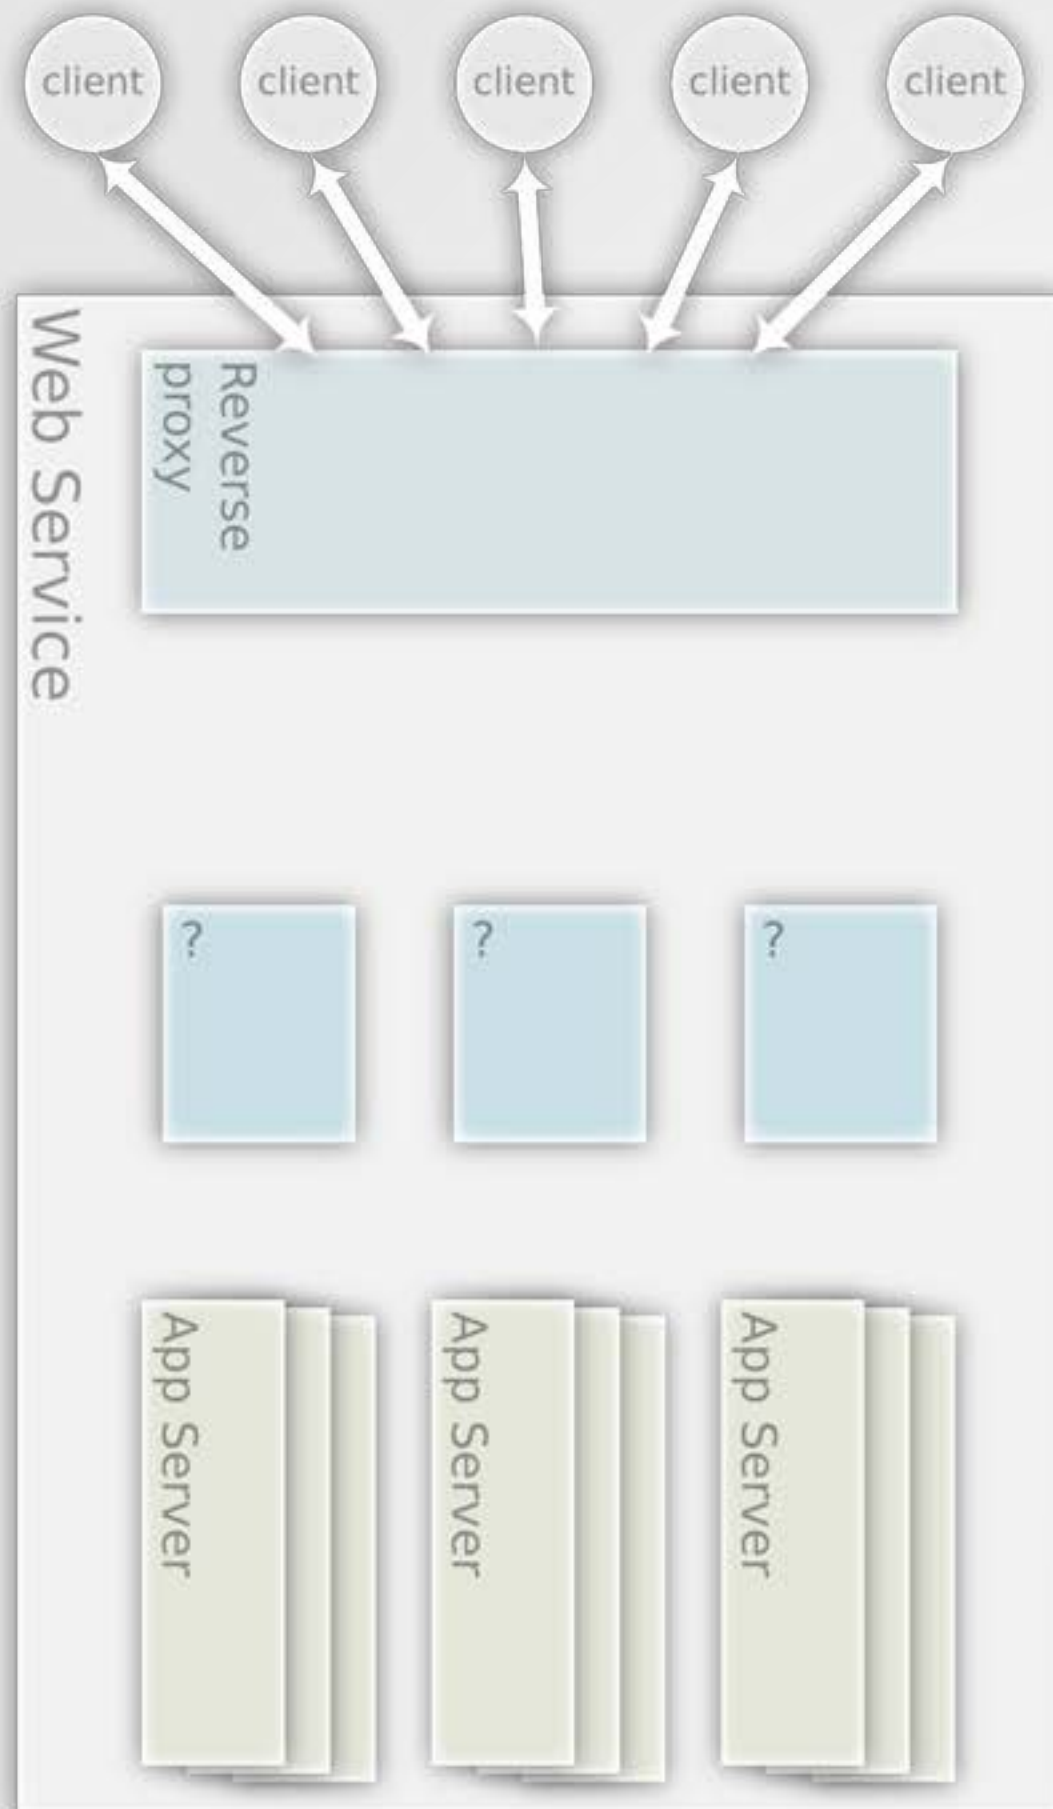 client
client
client
client
client
Web Service
Reverse
proxy
?
?
?
App Server
App Server
App Server